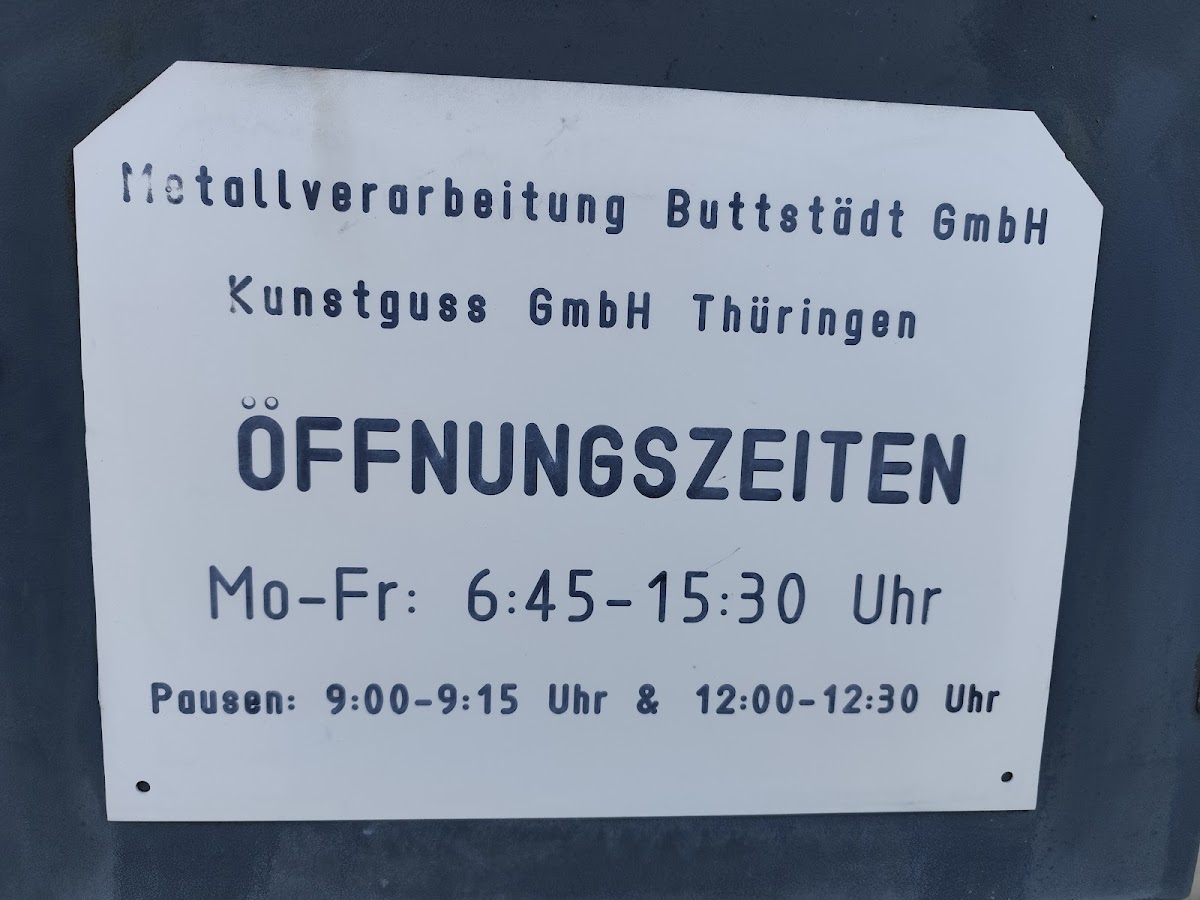 Metallverarbeitung Buttstädt GmbH
Kunstguss GmbH Thüringen
ÖFFNUNGSZEITEN
Mo-Fr: 6:45-15:30 Uhr
Pausen: 9:00-9:15 Uhr & 12:00-12:30 Uhr